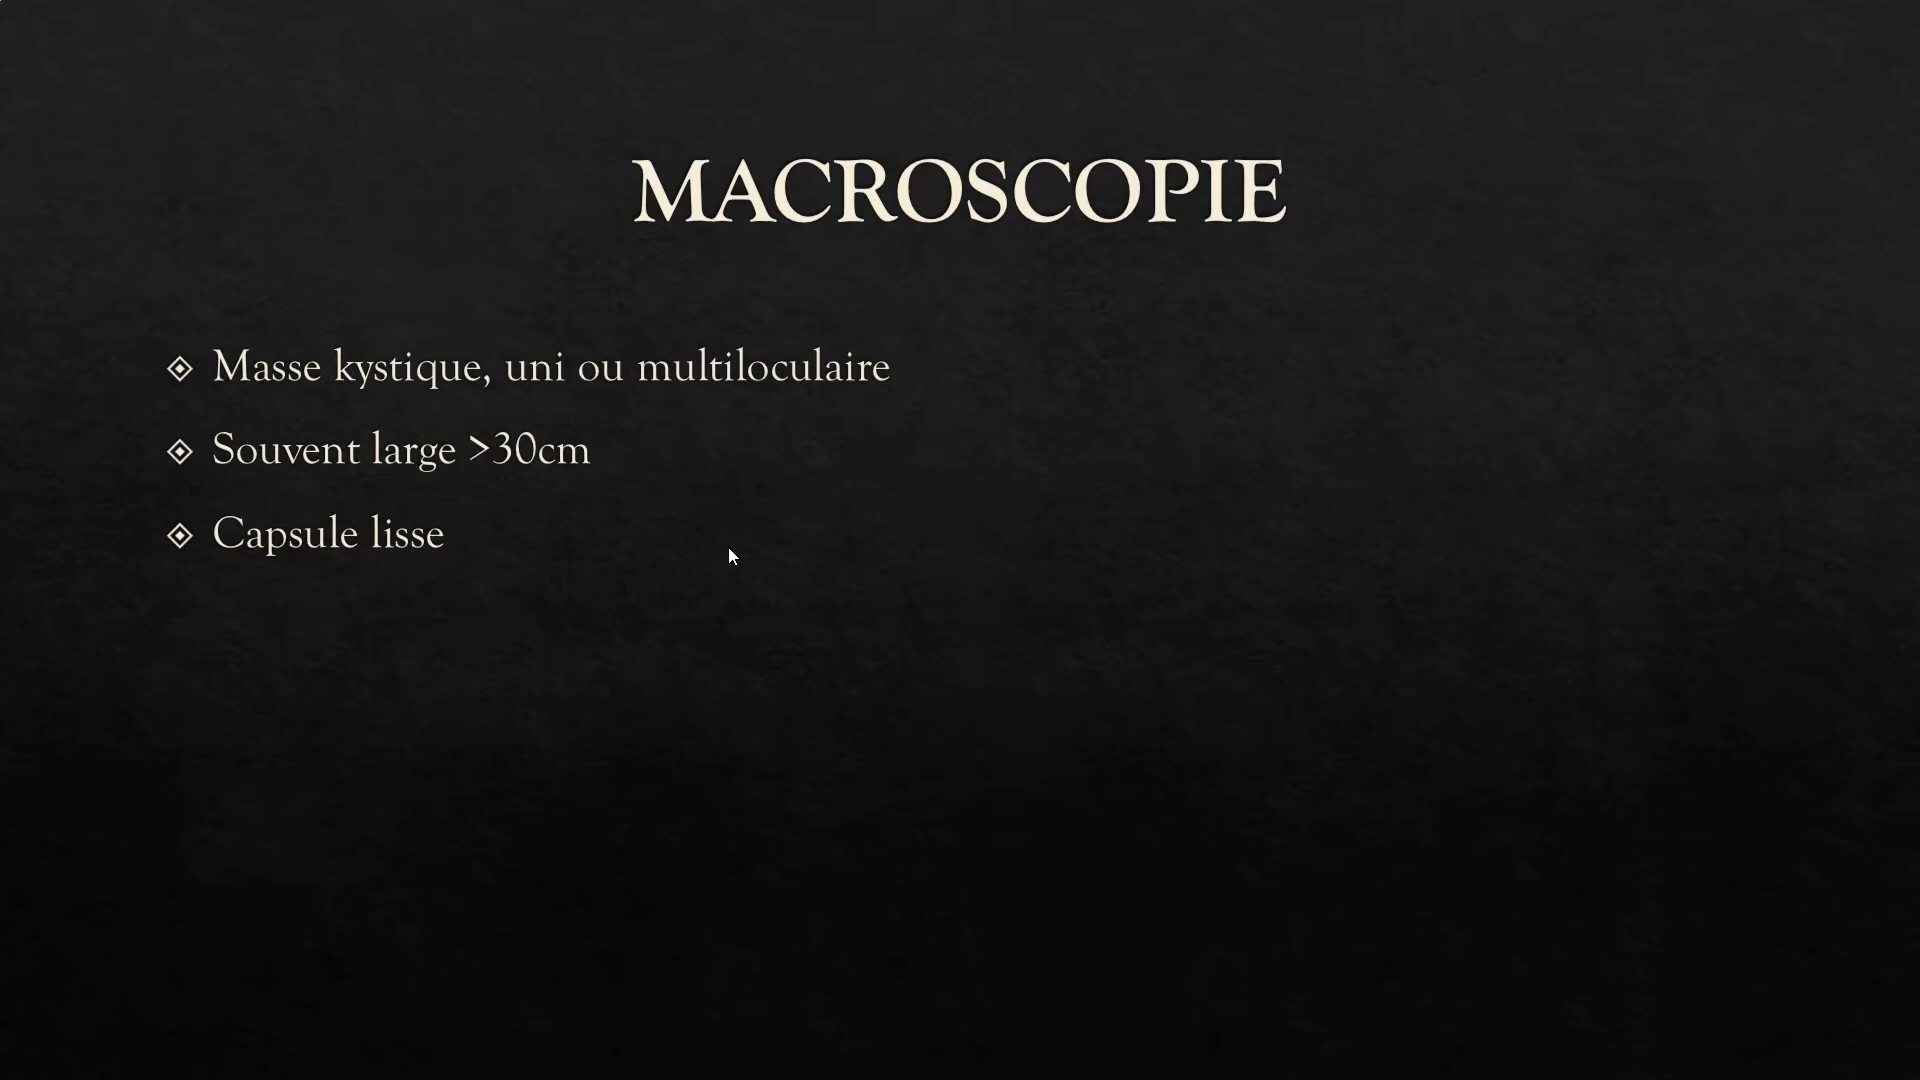 MACROSCOPIE
Masse kystique, uni ou multiloculaire
Souvent large >30cm
Capsule lisse